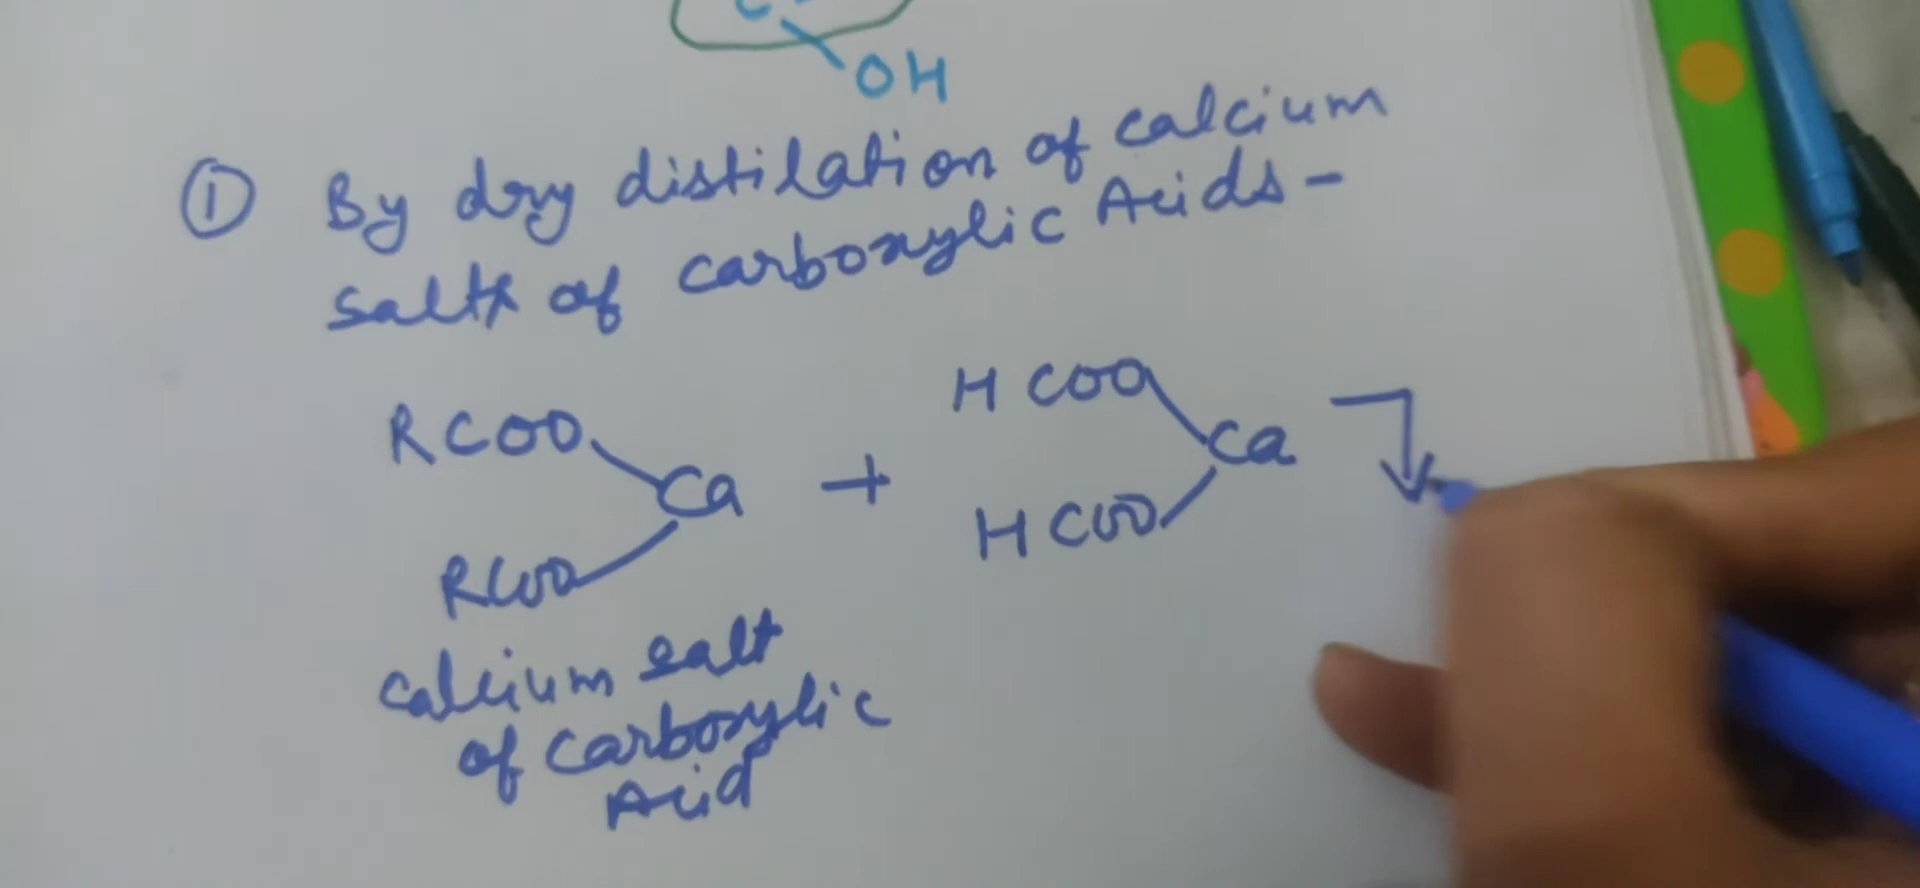 OH
① By dry distilation of calcium
salts of carboxylic Acids -
RCOO
Ca + HCOO
Ca
RCOO
HCOO
calcium salt
of carboxylic
Acid